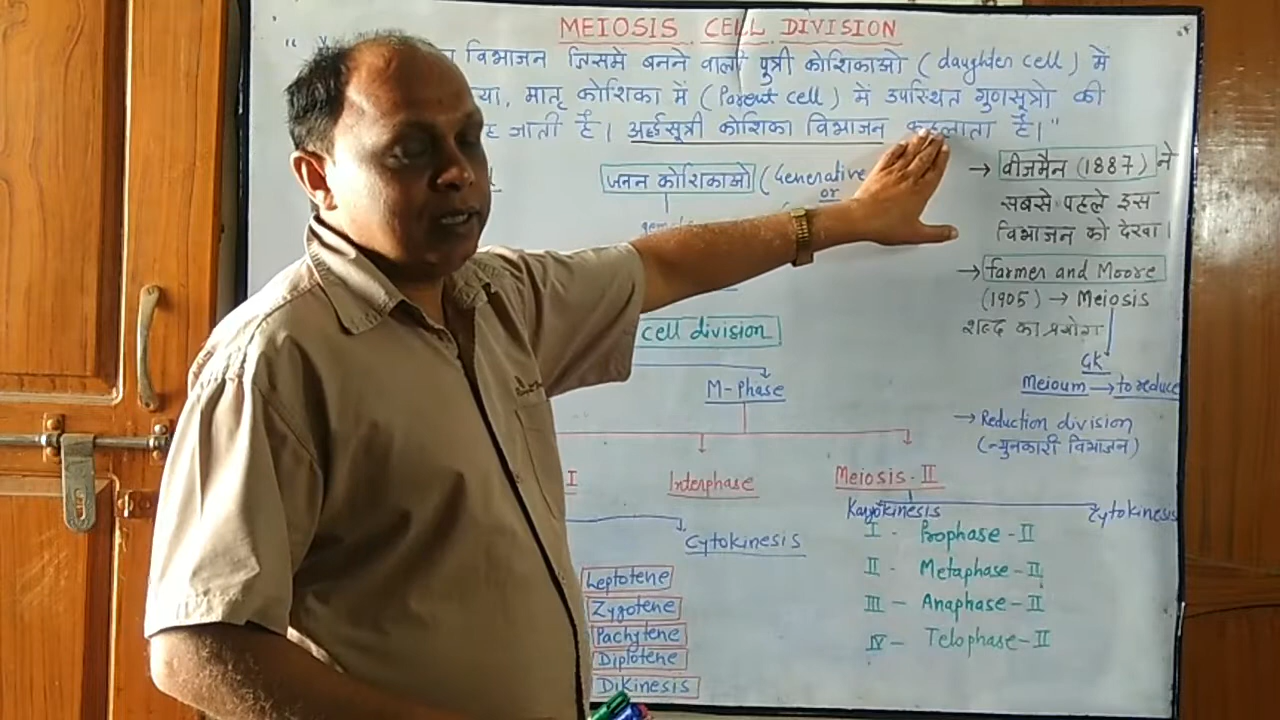 MEIOSIS CELL DIVISION
विभाजन जिसमें बनने वाली पुत्री कोशिकाओं (daughter cell) में
मातृ कोशिका में (Parent cell) में उपस्थित गुणसूत्रों की
जाती है। अर्द्धसूत्री कोशिका विभाजन कहलाता है।"
जनन कोशिकाओं (Generative
or
→ वीजमैन (1887) ने
सबसे पहले इस
विभाजन को देखा।
→ farmer and Moore
(1905) → Meiosis
शब्द का प्रयोग
GK
Meioum → to reduce
→ Reduction division
(न्युनकारी विभाजन)
cell division
M-Phase
I
Interphase
Meiosis-II
Karyokinesis
Cytokinesis
Cytokinesis
I - Prophase-II
II - Metaphase-II
III - Anaphase-II
IV - Telophase-II
Leptotene
Zygotene
Pachytene
Diplotene
Dikinesis